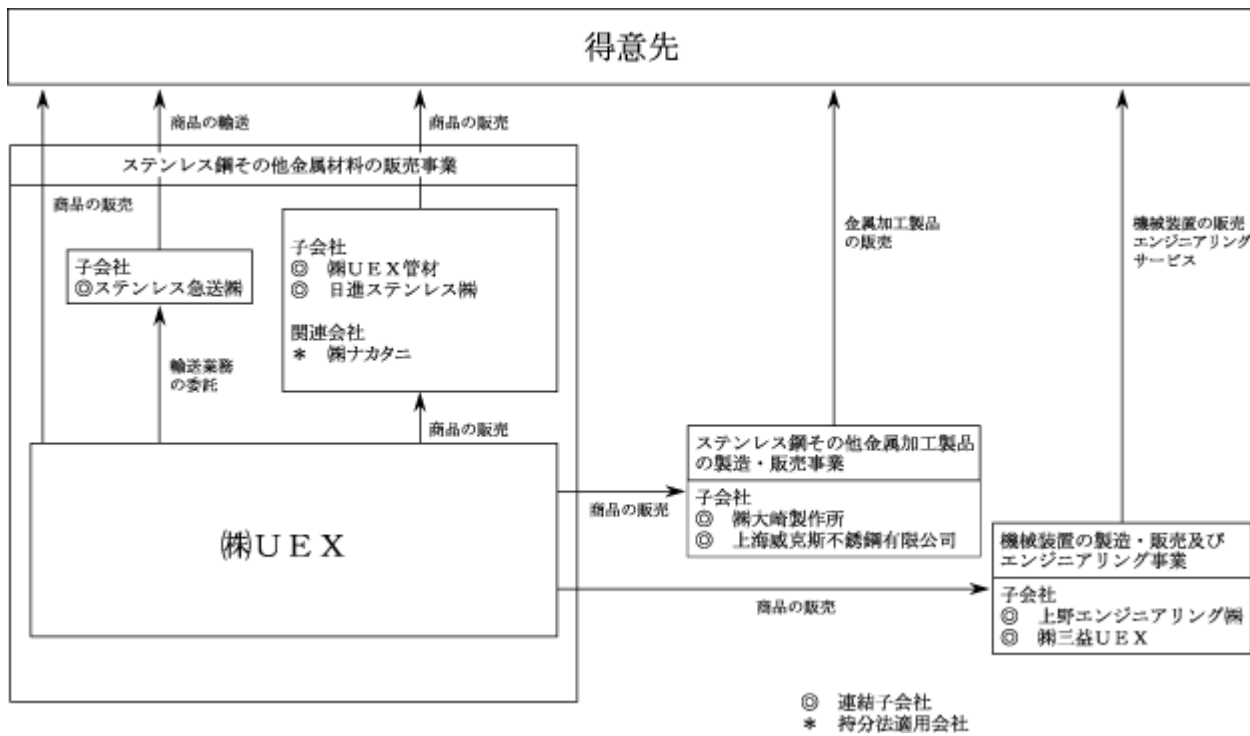 得意先
商品の輸送
商品の販売
ステンレス鋼その他金属材料の販売事業
商品の販売
子会社
◎ステンレス急送㈱
輸送業務
の委託
子会社
◎ ㈱ＵＥＸ管材
◎ 日進ステンレス㈱
関連会社
＊ ㈱ナカタニ
商品の販売
㈱ＵＥＸ
商品の販売
商品の販売
金属加工製品
の販売
ステンレス鋼その他金属加工製品
の製造・販売事業
子会社
◎ ㈱大崎製作所
◎ 上海威克斯不銹鋼有限公司
機械装置の販売
エンジニアリング
サービス
機械装置の製造・販売及び
エンジニアリング事業
子会社
◎ 上野エンジニアリング㈱
◎ ㈱三益ＵＥＸ
◎ 連結子会社
＊ 持分法適用会社